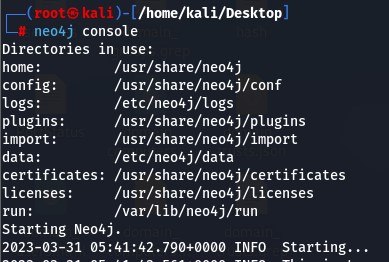 ┌──(root㉿kali)-[/home/kali/Desktop]
└─# neo4j console
Directories in use:
home:         /usr/share/neo4j
config:       /usr/share/neo4j/conf
logs:         /etc/neo4j/logs
plugins:      /usr/share/neo4j/plugins
import:       /usr/share/neo4j/import
data:         /etc/neo4j/data
certificates: /usr/share/neo4j/certificates
licenses:     /usr/share/neo4j/licenses
run:          /var/lib/neo4j/run
Starting Neo4j.
2023-03-31 05:41:42.790+0000 INFO  Starting...